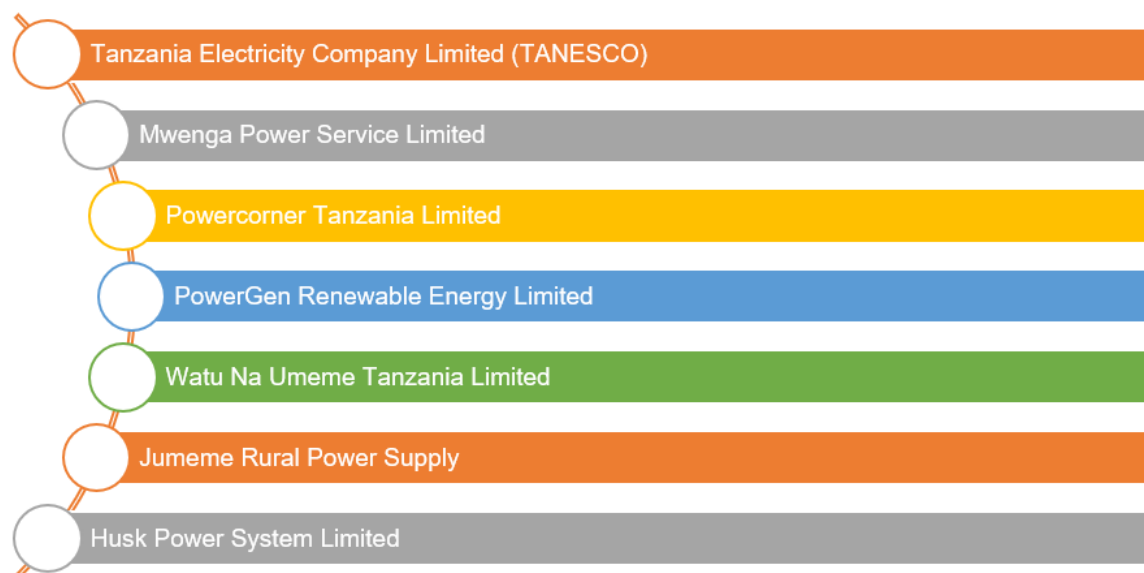 Tanzania Electricity Company Limited (TANESCO)
Mwenga Power Service Limited
Powercorner Tanzania Limited
PowerGen Renewable Energy Limited
Watu Na Umeme Tanzania Limited
Jumeme Rural Power Supply
Husk Power System Limited